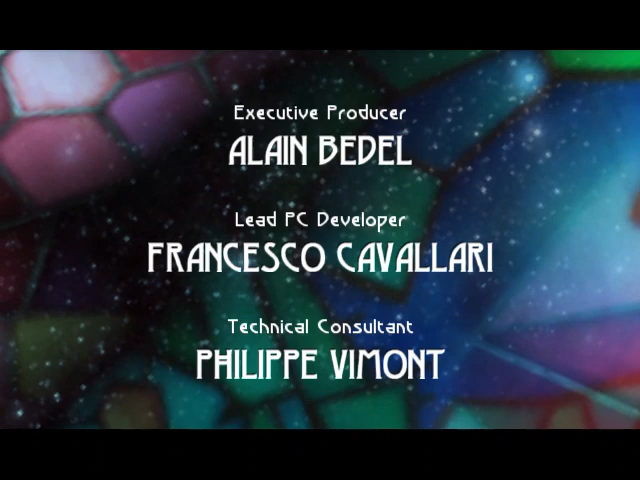 Executive Producer
ALAIN BEDEL
Lead PC Developer
FRANCESCO CAVALLARI
Technical Consultant
PHILIPPE VIMONT